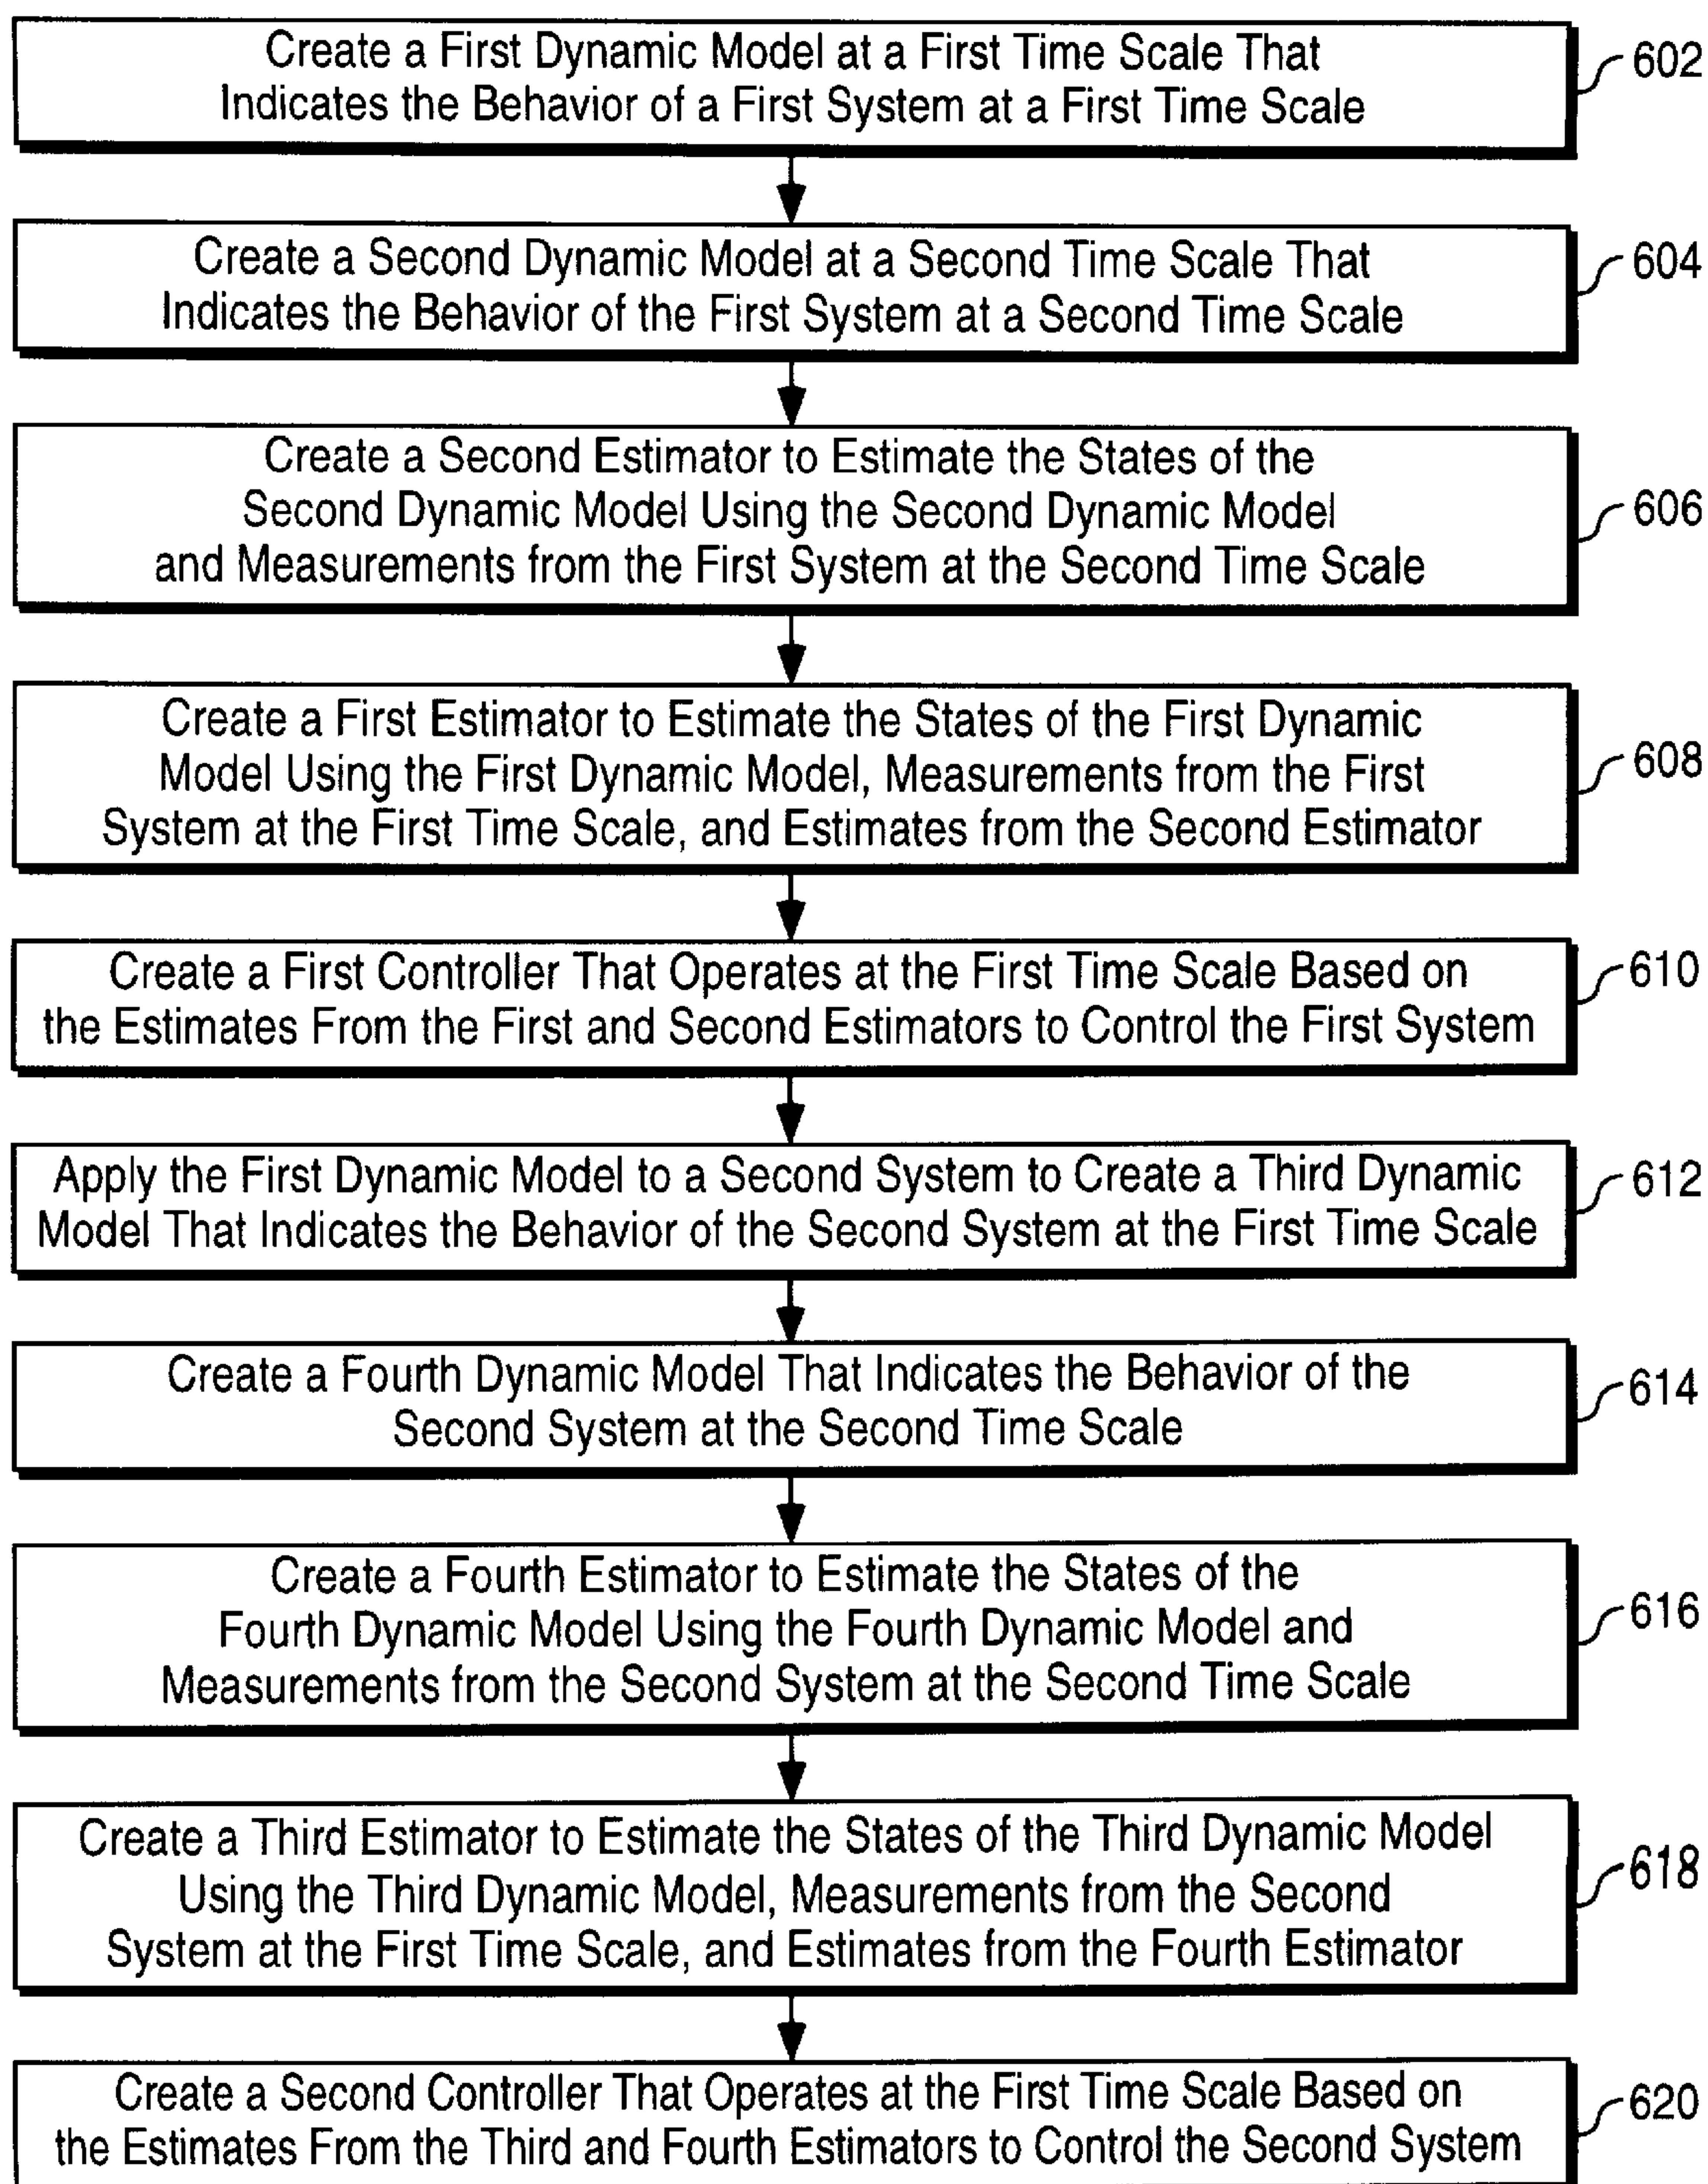 Create a First Dynamic Model at a First Time Scale That
Indicates the Behavior of a First System at a First Time Scale
602
Create a Second Dynamic Model at a Second Time Scale That
Indicates the Behavior of the First System at a Second Time Scale
604
Create a Second Estimator to Estimate the States of the
Second Dynamic Model Using the Second Dynamic Model
and Measurements from the First System at the Second Time Scale
606
Create a First Estimator to Estimate the States of the First Dynamic
Model Using the First Dynamic Model, Measurements from the First
System at the First Time Scale, and Estimates from the Second Estimator
608
Create a First Controller That Operates at the First Time Scale Based on
the Estimates From the First and Second Estimators to Control the First System
610
Apply the First Dynamic Model to a Second System to Create a Third Dynamic
Model That Indicates the Behavior of the Second System at the First Time Scale
612
Create a Fourth Dynamic Model That Indicates the Behavior of the
Second System at the Second Time Scale
614
Create a Fourth Estimator to Estimate the States of the
Fourth Dynamic Model Using the Fourth Dynamic Model and
Measurements from the Second System at the Second Time Scale
616
Create a Third Estimator to Estimate the States of the Third Dynamic Model
Using the Third Dynamic Model, Measurements from the Second
System at the First Time Scale, and Estimates from the Fourth Estimator
618
Create a Second Controller That Operates at the First Time Scale Based on
the Estimates From the Third and Fourth Estimators to Control the Second System
620